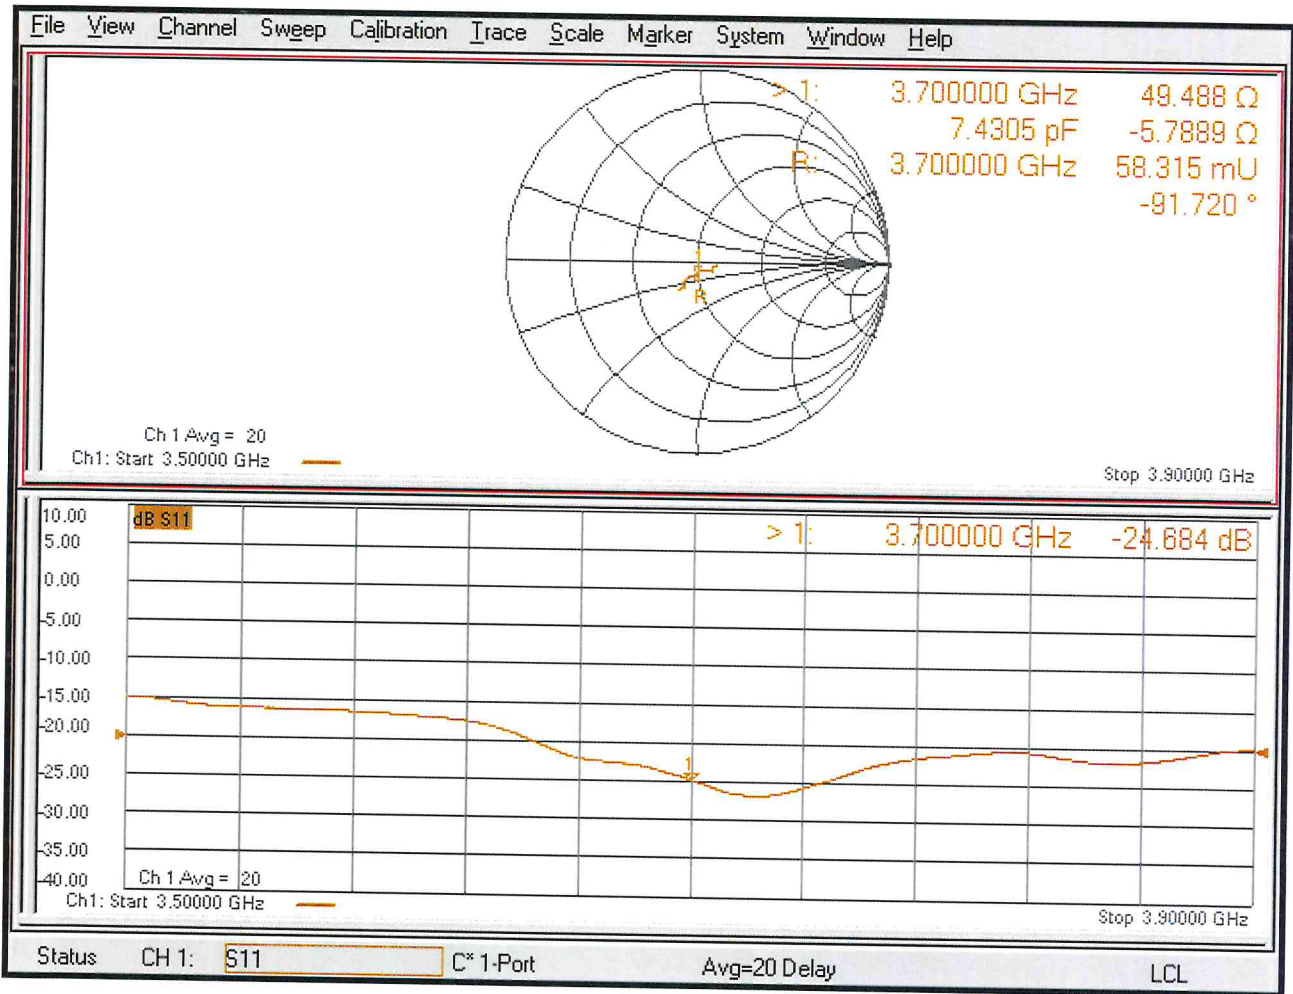 File View Channel Sweep Calibration Trace Scale Marker System Window Help
> 1: 3.700000 GHz 49.488 Ω
7.4305 pF -5.7889 Ω
R: 3.700000 GHz 58.315 mU
-91.720 °
1
R
Ch 1 Avg = 20
Ch1: Start 3.50000 GHz
Stop 3.90000 GHz
10.00
dB S11
> 1: 3.700000 GHz -24.684 dB
5.00
0.00
-5.00
-10.00
-15.00
-20.00
1
-25.00
-30.00
-35.00
-40.00
Ch 1 Avg = 20
Ch1: Start 3.50000 GHz
Stop 3.90000 GHz
Status CH 1: S11 C* 1-Port Avg=20 Delay LCL